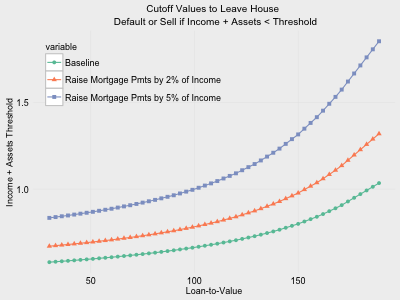 Cutoff Values to Leave House
Default or Sell if Income + Assets < Threshold
variable
Baseline
Raise Mortgage Pmts by 2% of Income
Raise Mortgage Pmts by 5% of Income
Income + Assets Threshold
1.5
1.0
50
100
150
Loan-to-Value